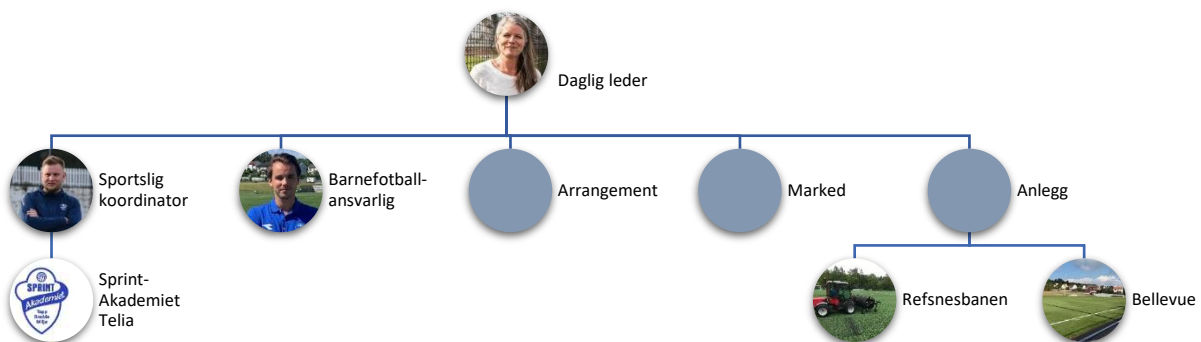 Daglig leder
Sportslig
koordinator
Barnefotball-
ansvarlig
Arrangement
Marked
Anlegg
SPRINT
Akademiet
Sprint-
Akademiet
Telia
Refsnesbanen
Bellevue